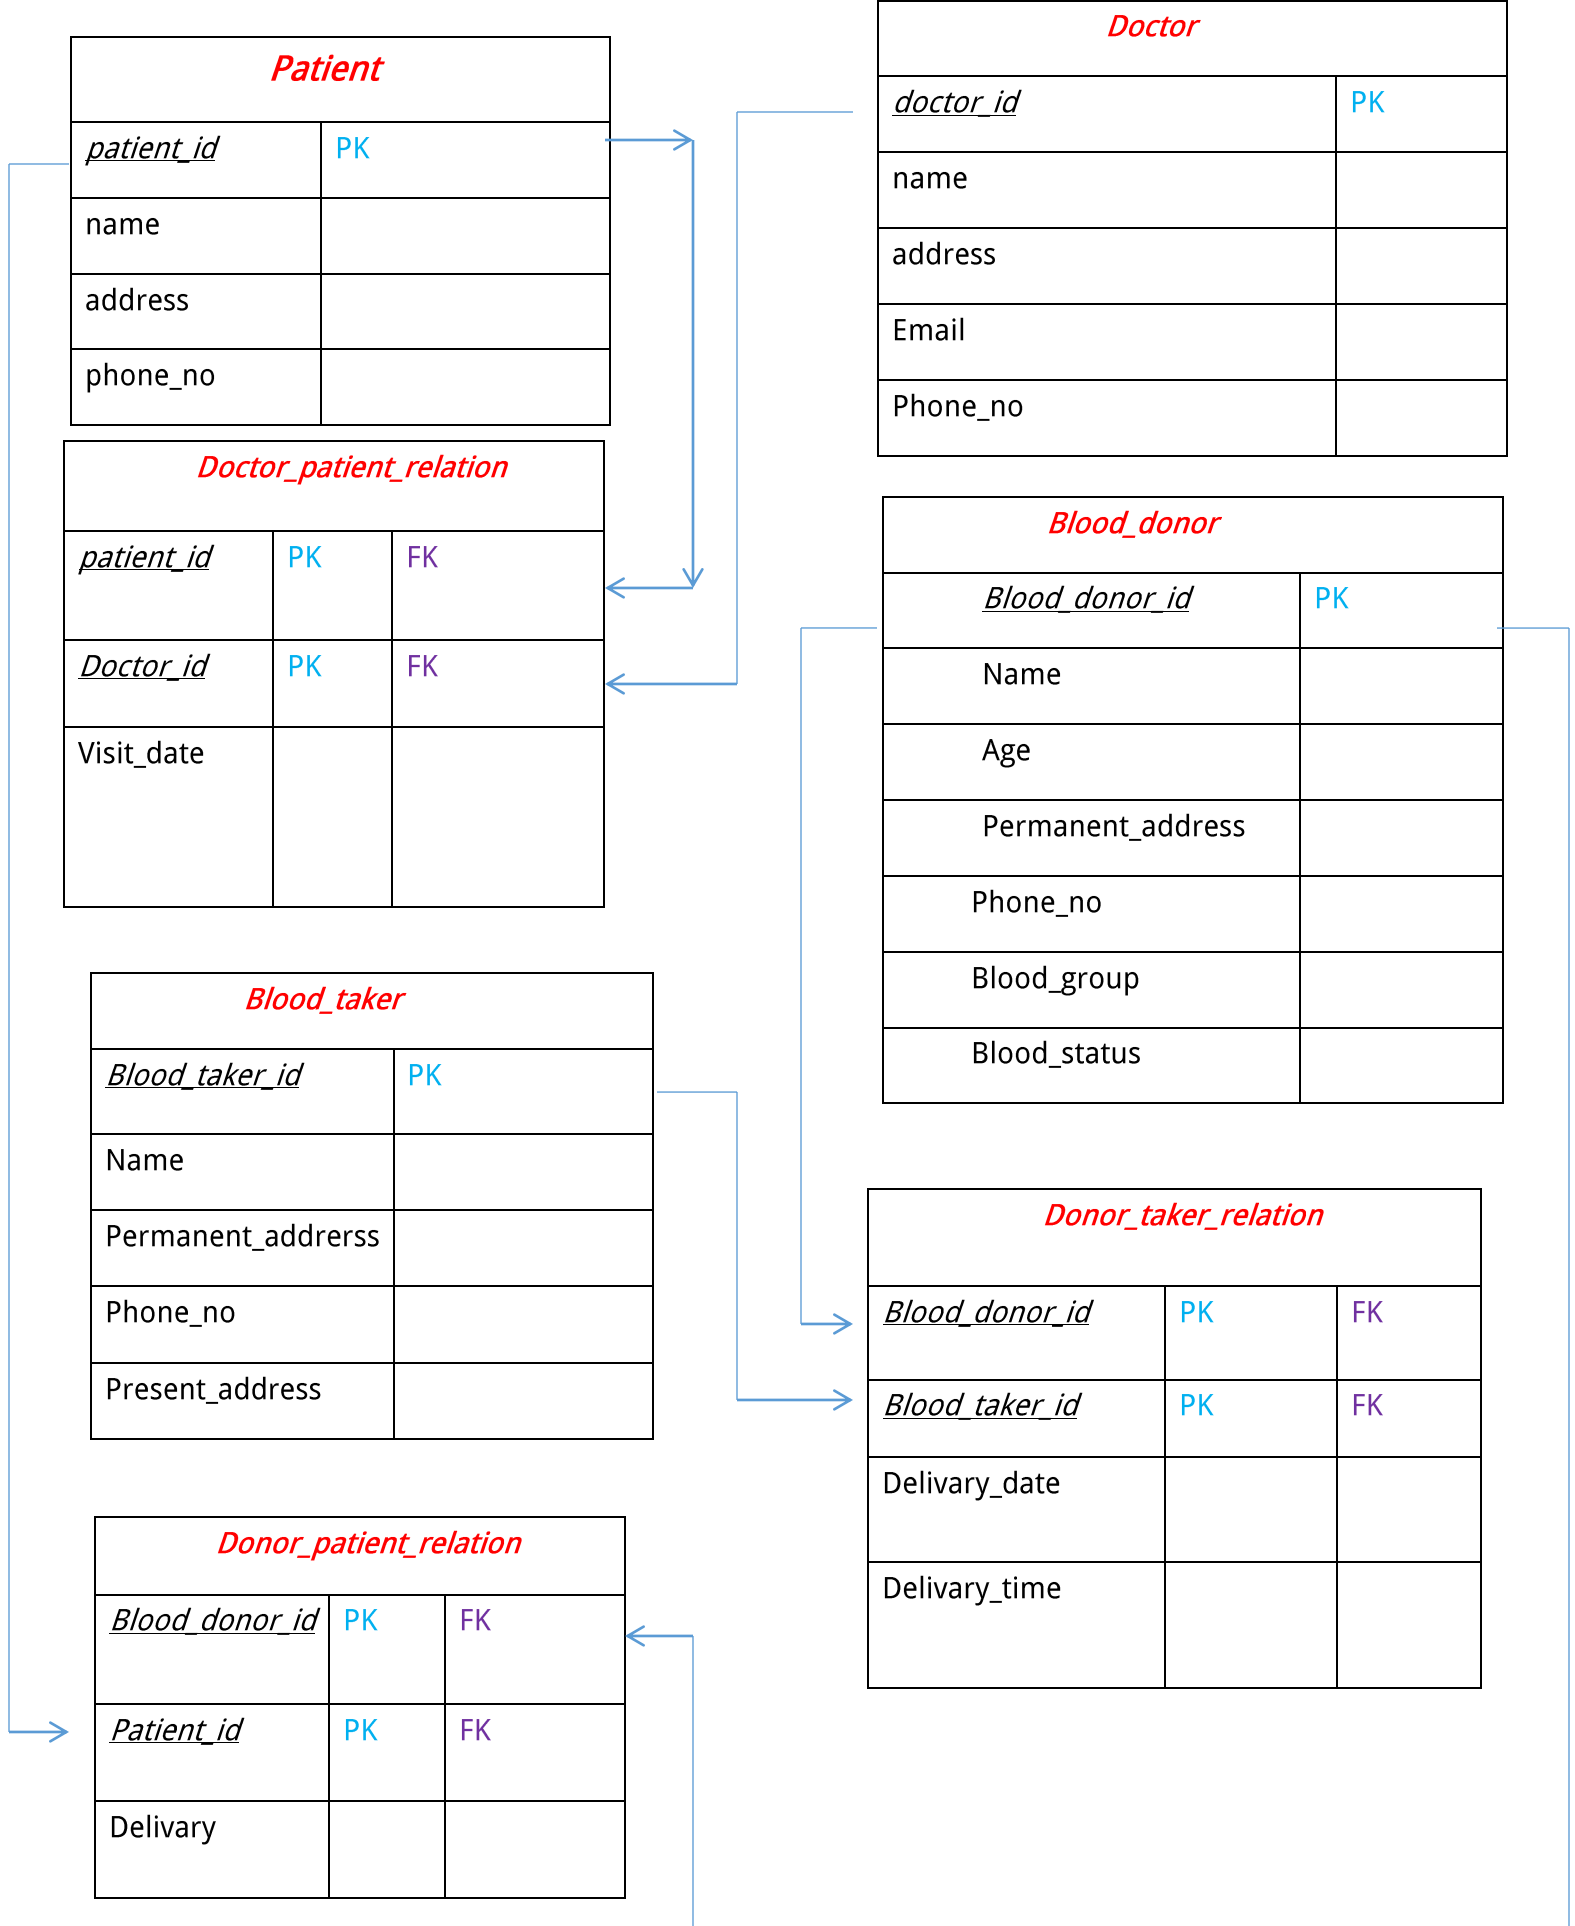 Patient
patient_id PK
name
address
phone_no
Doctor
doctor_id PK
name
address
Email
Phone_no
Doctor_patient_relation
patient_id PK FK
Doctor_id PK FK
Visit_date
Blood_donor
Blood_donor_id PK
Name
Age
Permanent_address
Phone_no
Blood_group
Blood_status
Blood_taker
Blood_taker_id PK
Name
Permanent_addrerss
Phone_no
Present_address
Donor_taker_relation
Blood_donor_id PK FK
Blood_taker_id PK FK
Delivary_date
Delivary_time
Donor_patient_relation
Blood_donor_id PK FK
Patient_id PK FK
Delivary